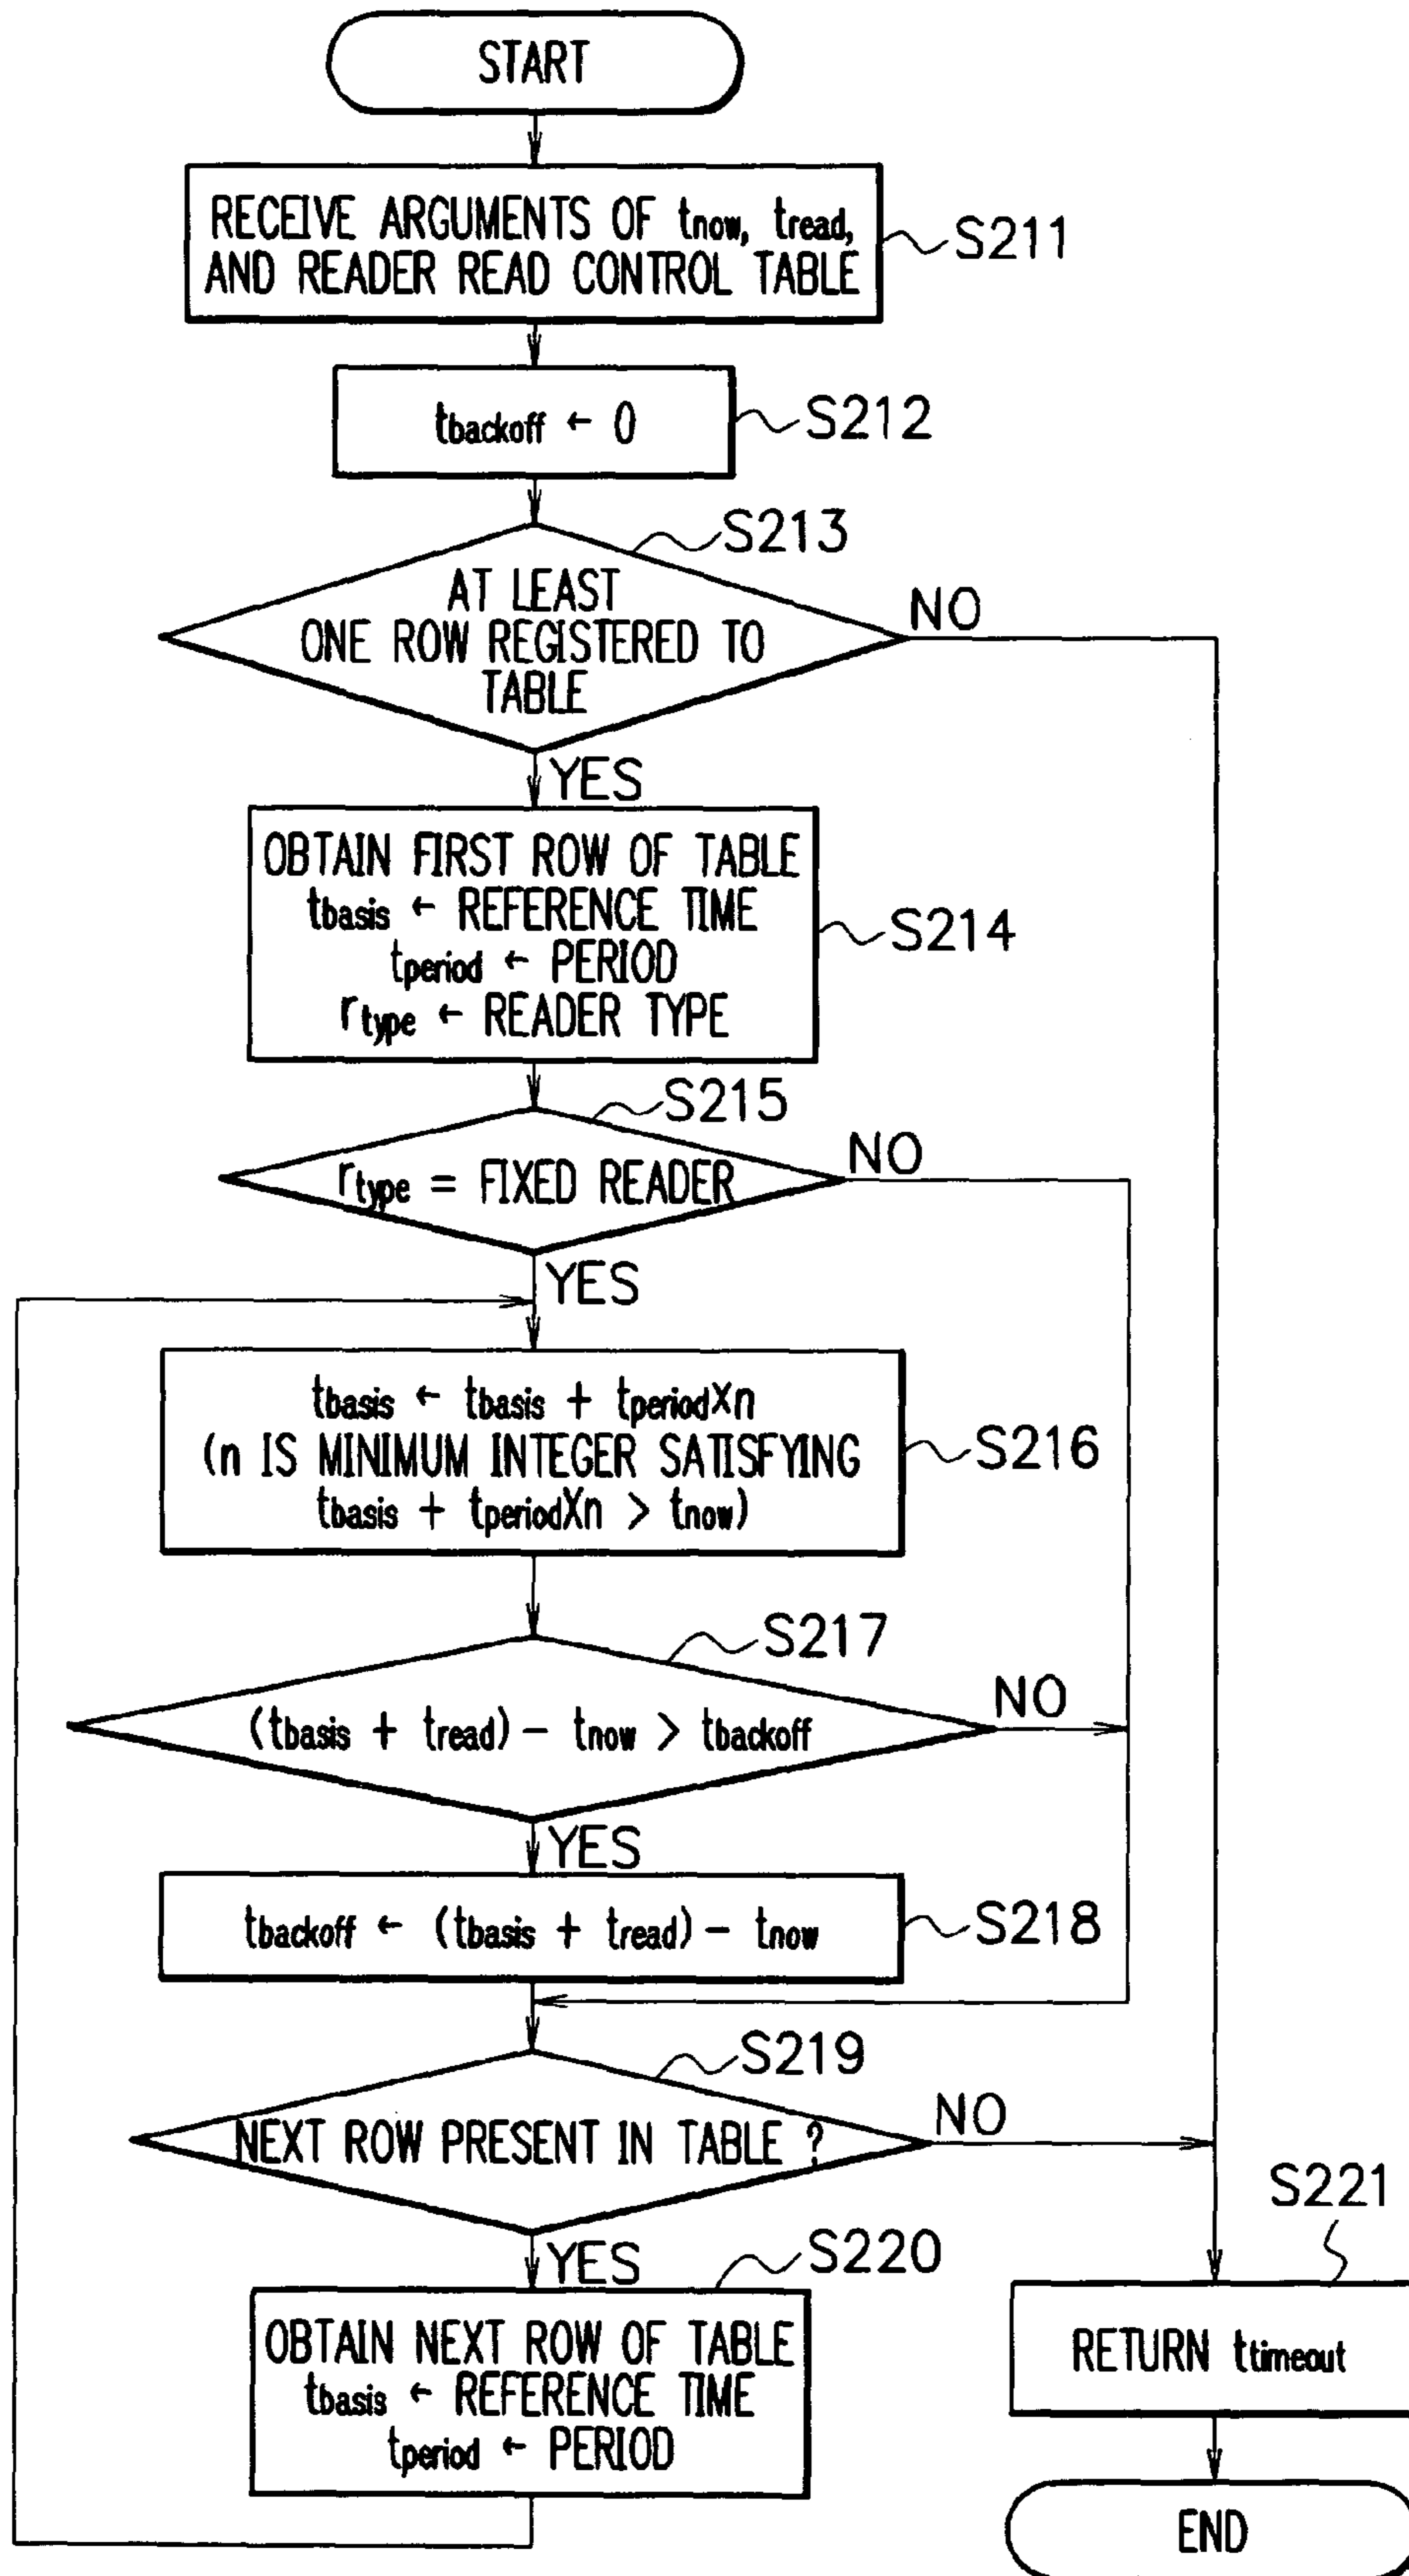 START
RECEIVE ARGUMENTS OF tnow, tread,
AND READER READ CONTROL TABLE
S211
tbackoff ← 0
S212
S213
AT LEAST
ONE ROW REGISTERED TO
TABLE
NO
YES
OBTAIN FIRST ROW OF TABLE
tbasis ← REFERENCE TIME
tperiod ← PERIOD
rtype ← READER TYPE
S214
S215
rtype = FIXED READER
NO
YES
tbasis ← tbasis + tperiod×n
(n IS MINIMUM INTEGER SATISFYING
tbasis + tperiod×n > tnow)
S216
S217
(tbasis + tread) - tnow > tbackoff
NO
YES
tbackoff ← (tbasis + tread) - tnow
S218
S219
NEXT ROW PRESENT IN TABLE ?
NO
YES
S220
OBTAIN NEXT ROW OF TABLE
tbasis ← REFERENCE TIME
tperiod ← PERIOD
S221
RETURN ttimeout
END